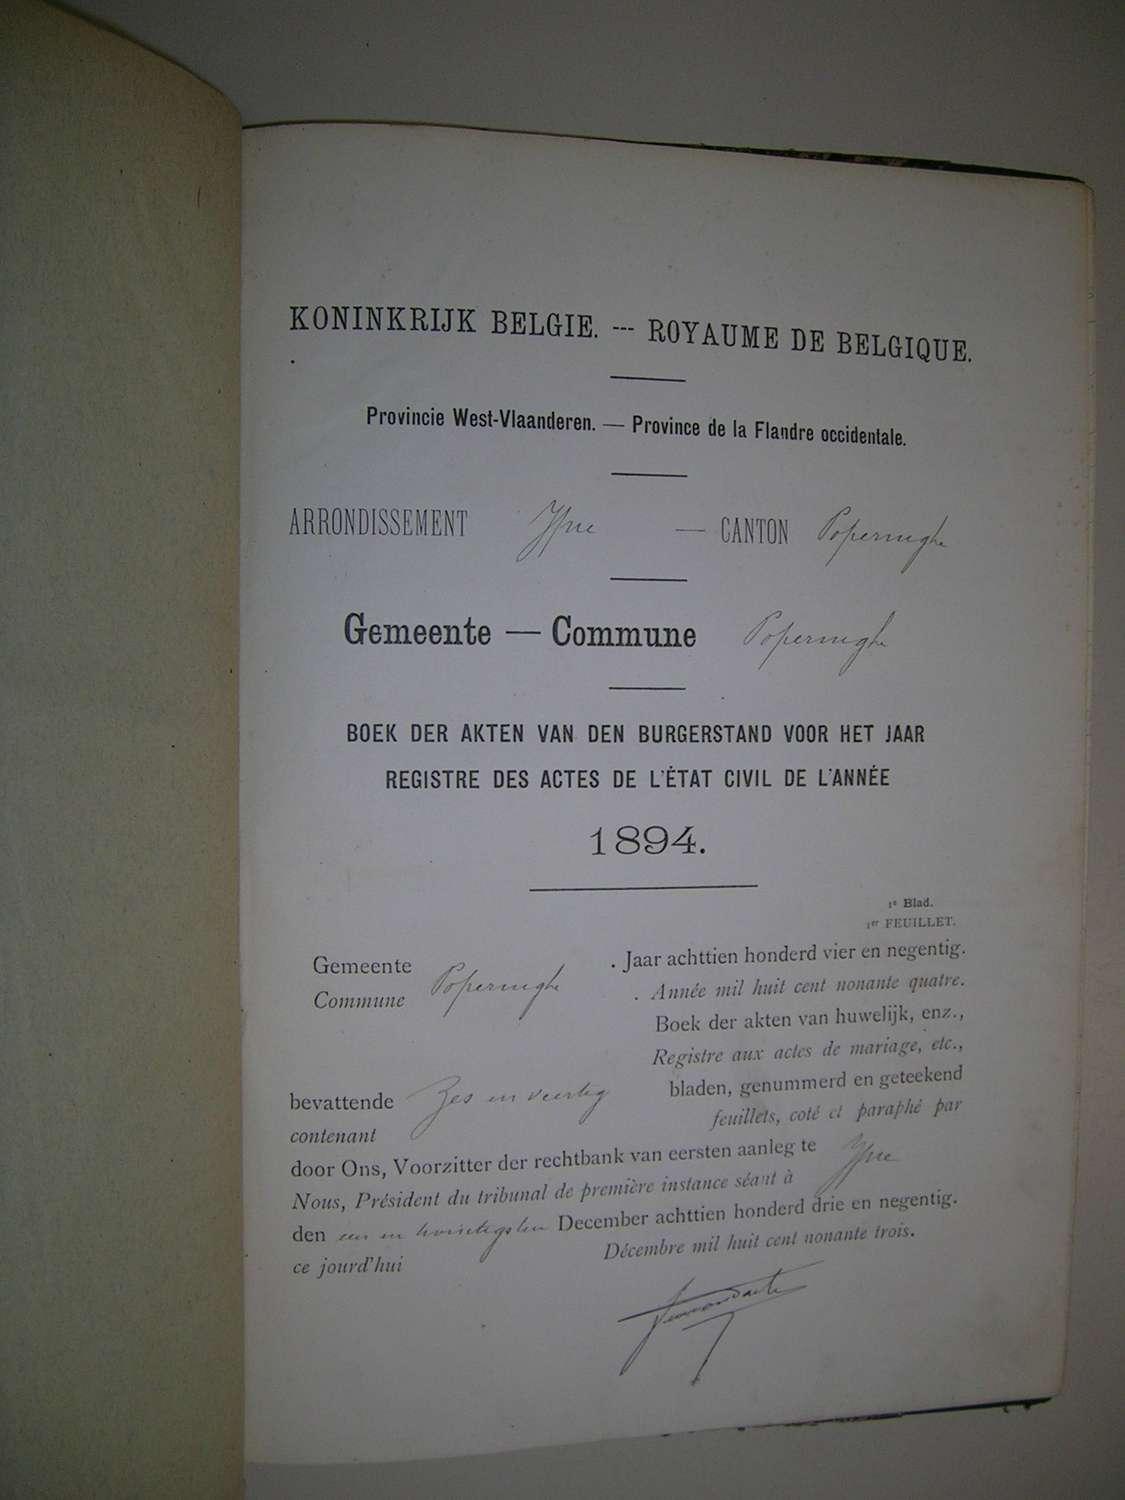 KONINKRIJK BELGIE. --- ROYAUME DE BELGIQUE.
Provincie West-Vlaanderen. — Province de la Flandre occidentale.
ARRONDISSEMENT Ypre — CANTON Poperinghe
Gemeente — Commune Poperinghe
BOEK DER AKTEN VAN DEN BURGERSTAND VOOR HET JAAR
REGISTRE DES ACTES DE L'ÉTAT CIVIL DE L'ANNÉE
1894.
1e Blad.
1er FEUILLET.
Gemeente Poperinghe . Jaar achttien honderd vier en negentig.
Commune . Année mil huit cent nonante quatre.
Boek der akten van huwelijk, enz.,
Registre aux actes de mariage, etc.,
bevattende Zes en veertig bladen, genummerd en geteekend
contenant feuillets, coté et paraphé par
door Ons, Voorzitter der rechtbank van eersten aanleg te Ypre
Nous, Président du tribunal de première instance séant à
den een en twintigsten December achttien honderd drie en negentig.
ce jourd'hui Décembre mil huit cent nonante trois.